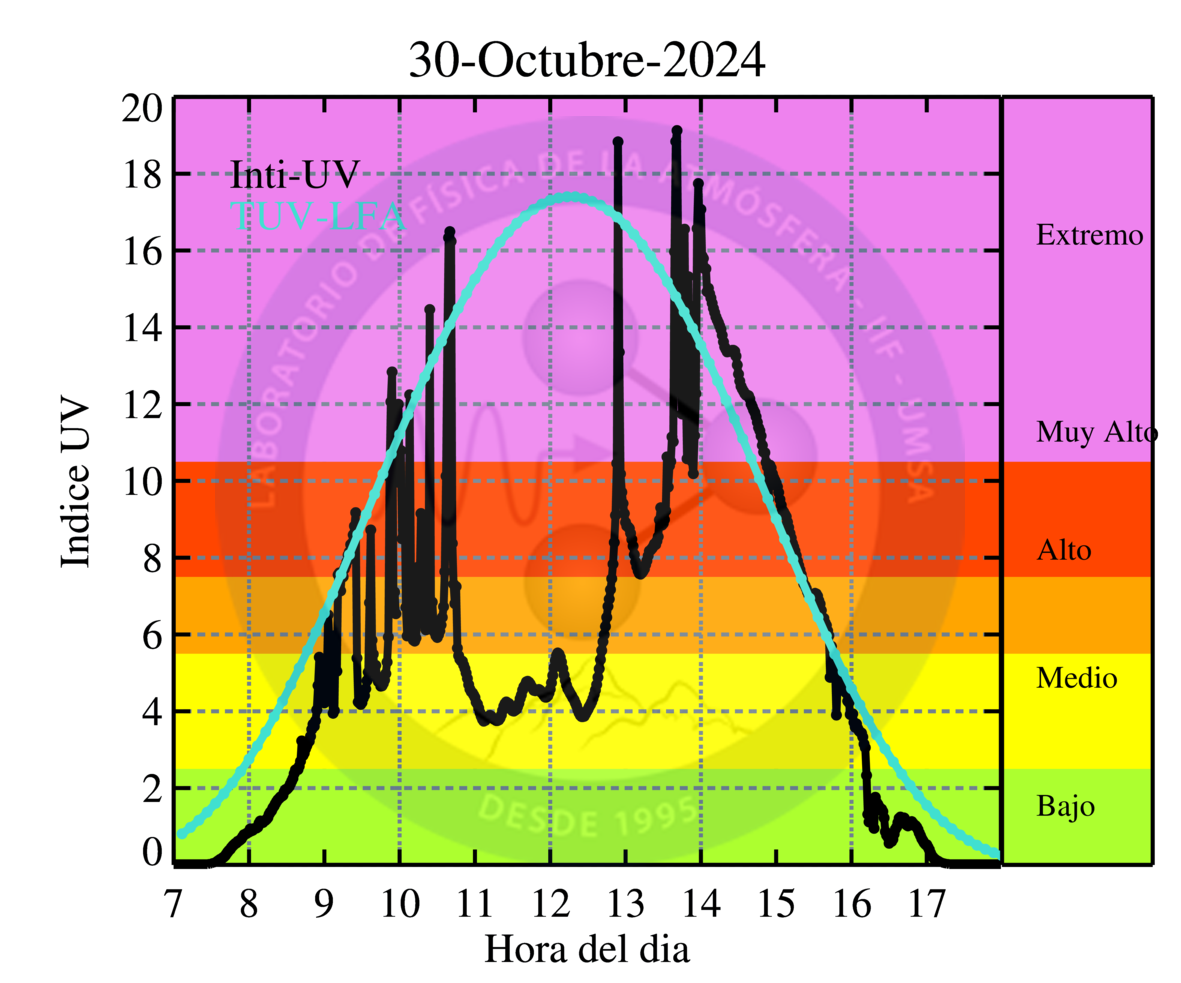 30-Octubre-2024
20
18
16
14
12
10
8
6
4
2
0
Indice UV
Inti-UV
TUV-LFA
LABORATORIO DE FÍSICA DE LA ATMÓSFERA - IIF - UMSA
DESDE 1995
Extremo
Muy Alto
Alto
Medio
Bajo
7 8 9 10 11 12 13 14 15 16 17
Hora del dia